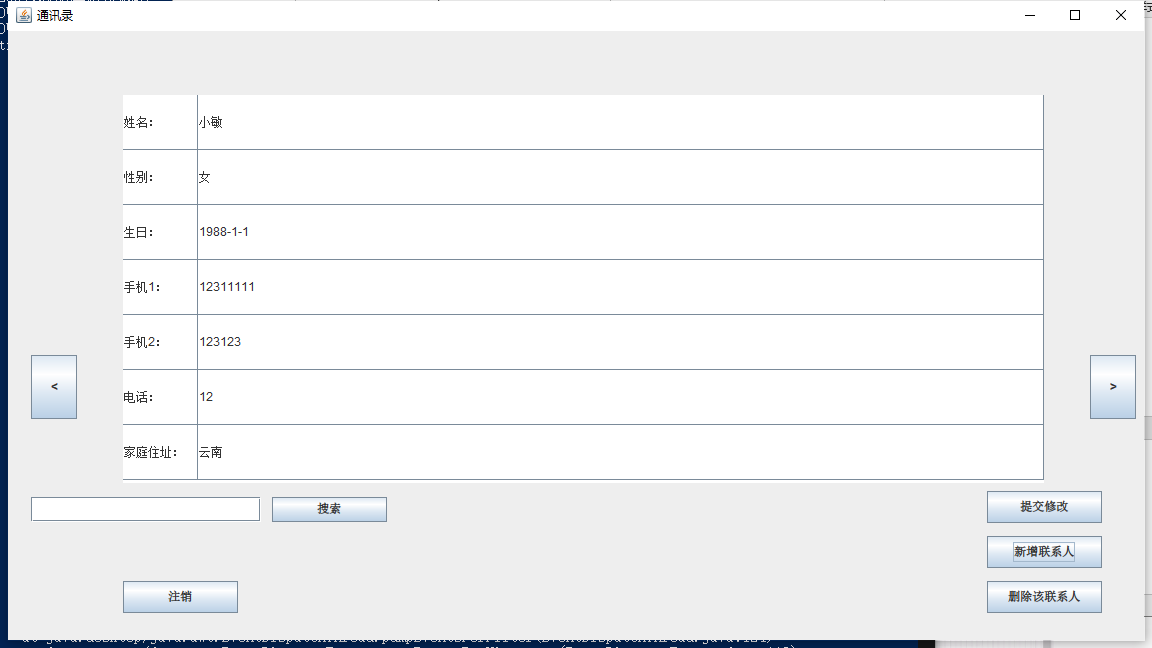 通讯录
姓名： 小敏
性别： 女
生日： 1988-1-1
手机1： 12311111
手机2： 123123
电话： 12
家庭住址： 云南
<
>
搜索
提交修改
新增联系人
注销
删除该联系人